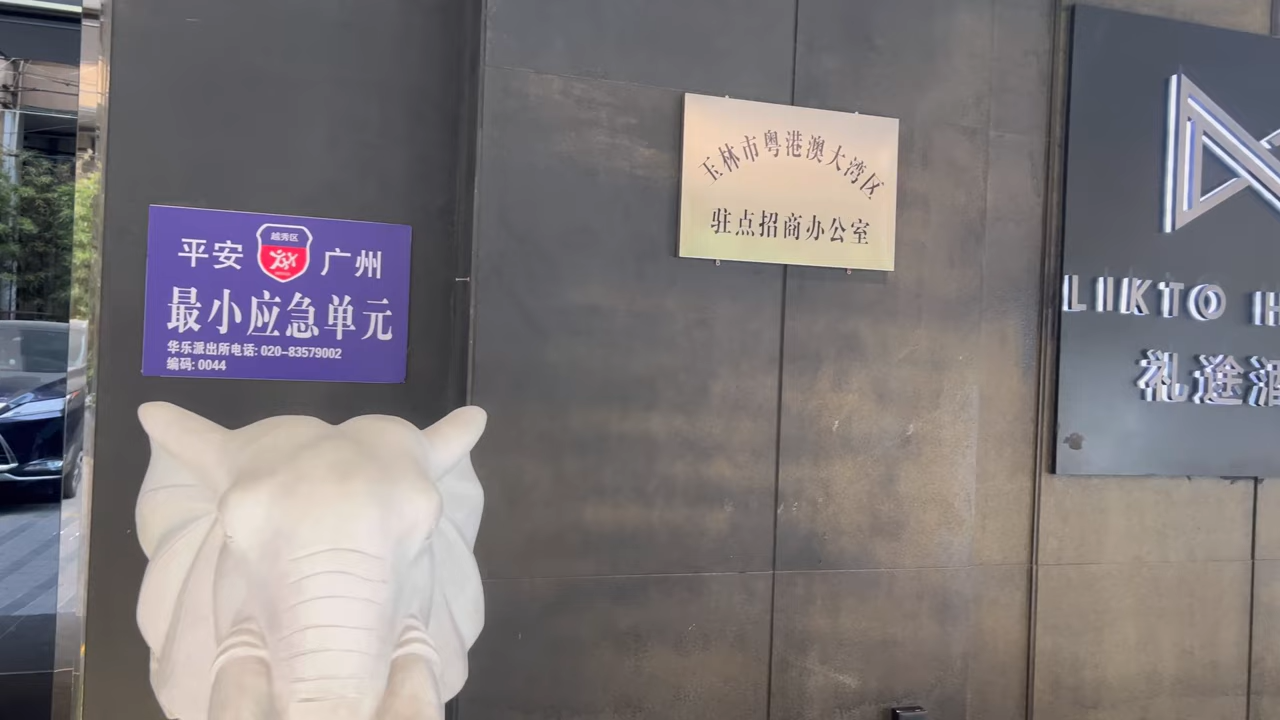 平安 越秀区 广州
最小应急单元
华乐派出所电话: 020-83579002
编码: 0044
玉林市粤港澳大湾区
驻点招商办公室
LIKTO H
礼途酒